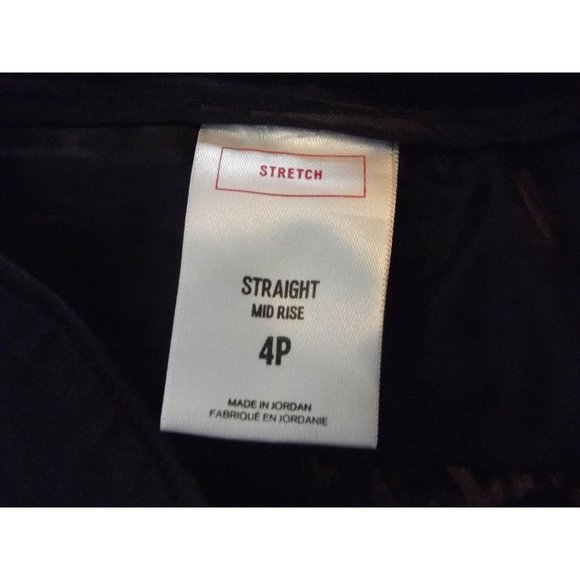 STRETCH
STRAIGHT
MID RISE
4P
MADE IN JORDAN
FABRIQUÉ EN JORDANIE